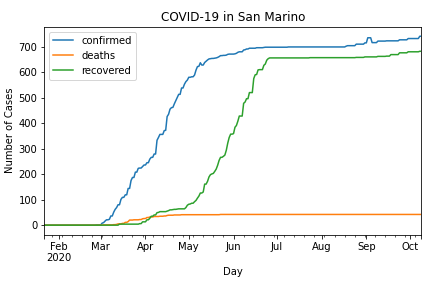 COVID-19 in San Marino
confirmed
deaths
recovered
Number of Cases
700
600
500
400
300
200
100
0
Feb
2020
Mar
Apr
May
Jun
Jul
Aug
Sep
Oct
Day